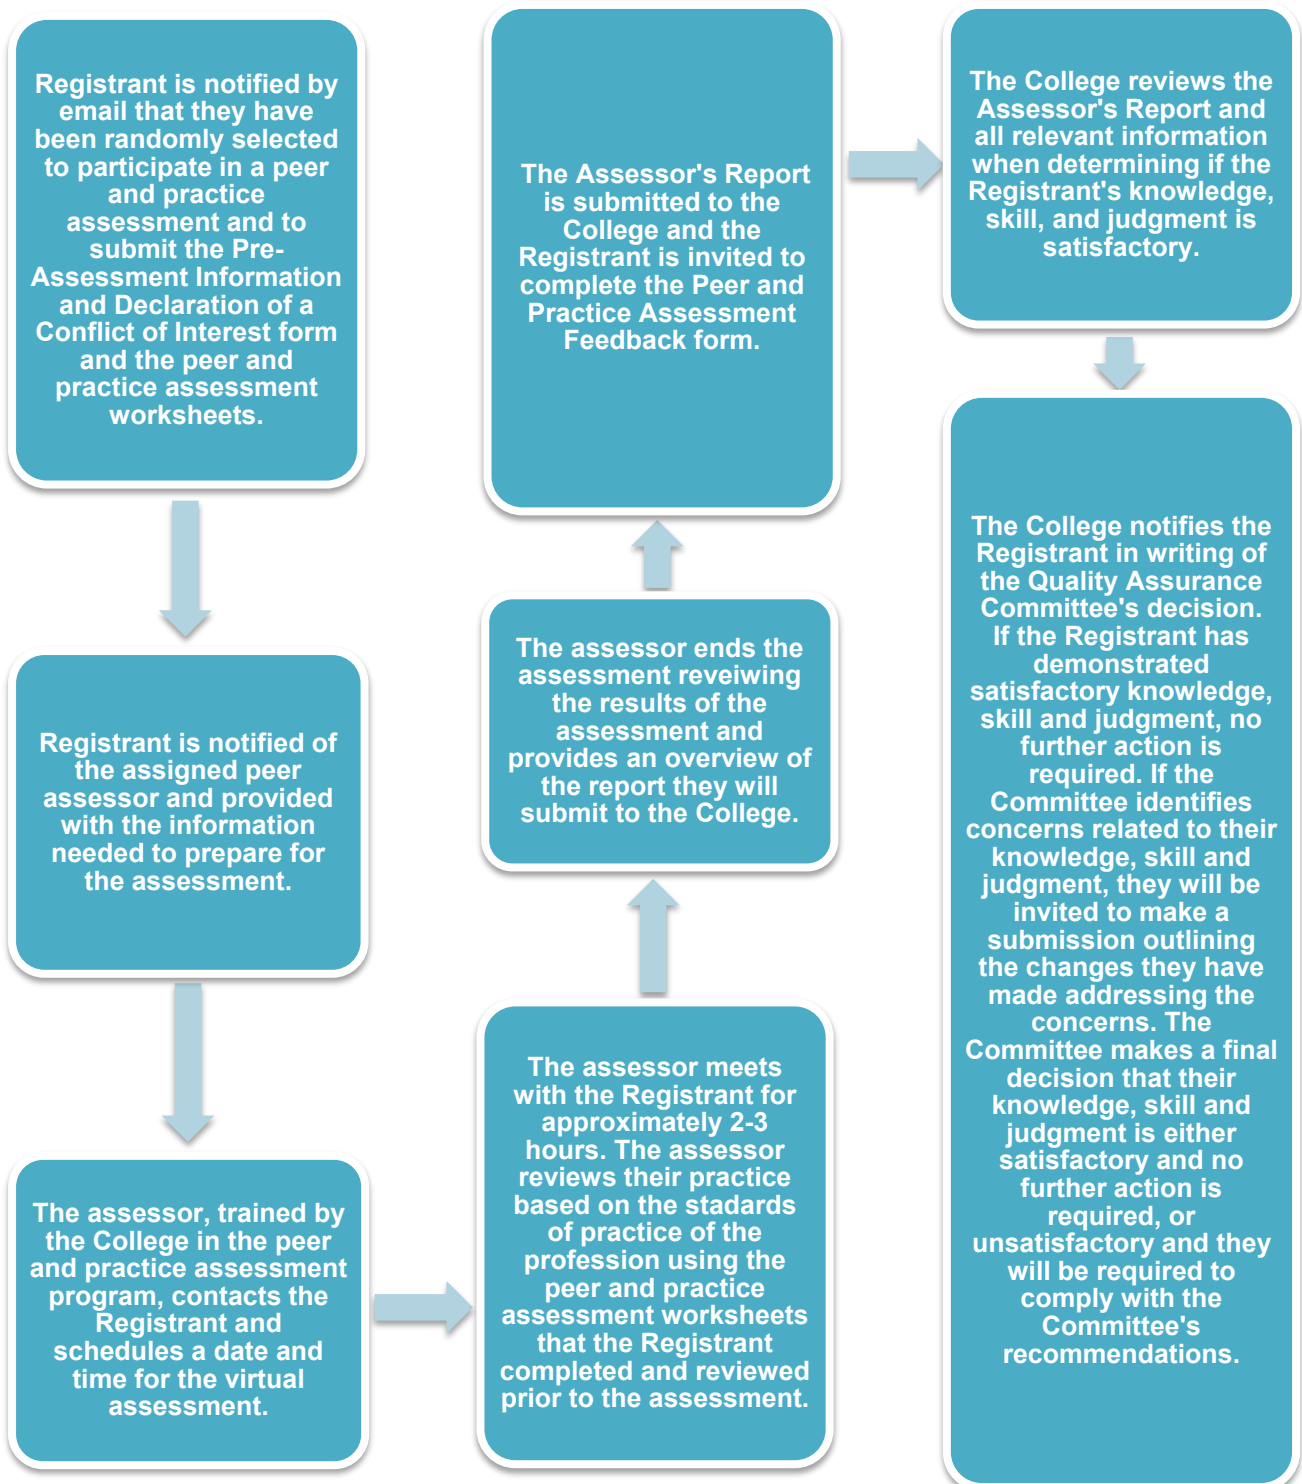 Registrant is notified by
email that they have
been randomly selected
to participate in a peer
and practice
assessment and to
submit the Pre-
Assessment Information
and Declaration of a
Conflict of Interest form
and the peer and
practice assessment
worksheets.
Registrant is notified of
the assigned peer
assessor and provided
with the information
needed to prepare for
the assessment.
The assessor, trained by
the College in the peer
and practice assessment
program, contacts the
Registrant and
schedules a date and
time for the virtual
assessment.
The assessor meets
with the Registrant for
approximately 2-3
hours. The assessor
reviews their practice
based on the stadards
of practice of the
profession using the
peer and practice
assessment worksheets
that the Registrant
completed and reviewed
prior to the assessment.
The assessor ends the
assessment reveiwing
the results of the
assessment and
provides an overview of
the report they will
submit to the College.
The Assessor's Report
is submitted to the
College and the
Registrant is invited to
complete the Peer and
Practice Assessment
Feedback form.
The College reviews the
Assessor's Report and
all relevant information
when determining if the
Registrant's knowledge,
skill, and judgment is
satisfactory.
The College notifies the
Registrant in writing of
the Quality Assurance
Committee's decision.
If the Registrant has
demonstrated
satisfactory knowledge,
skill and judgment, no
further action is
required. If the
Committee identifies
concerns related to their
knowledge, skill and
judgment, they will be
invited to make a
submission outlining
the changes they have
made addressing the
concerns. The
Committee makes a final
decision that their
knowledge, skill and
judgment is either
satisfactory and no
further action is
required, or
unsatisfactory and they
will be required to
comply with the
Committee's
recommendations.